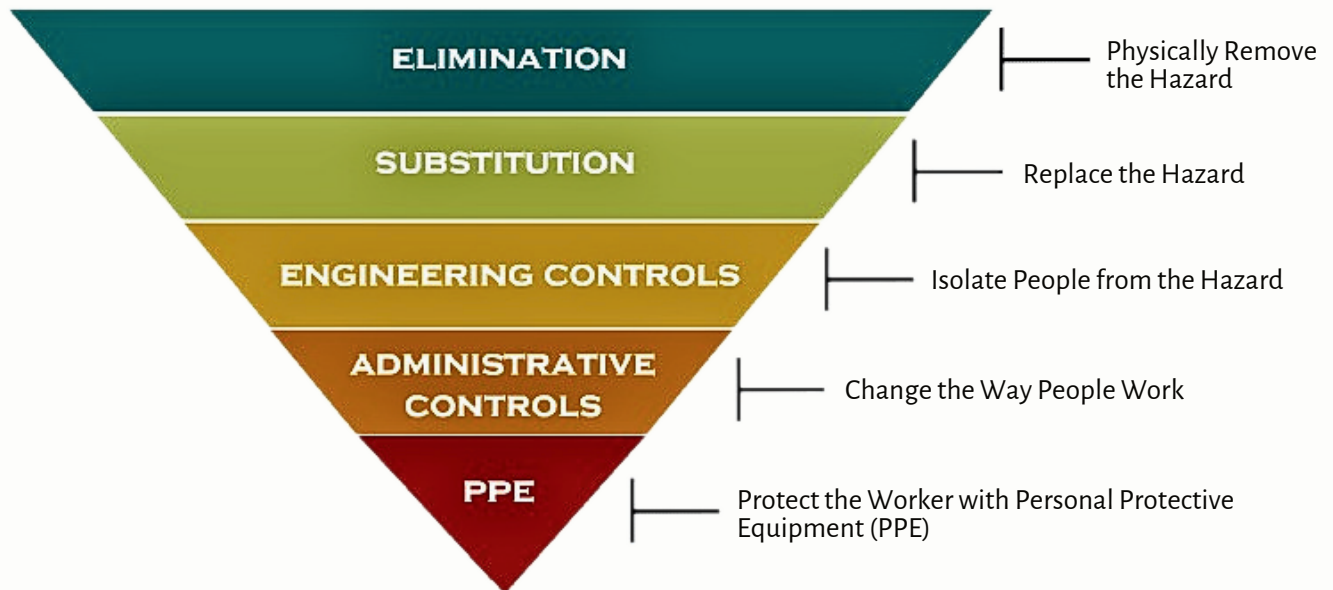 ELIMINATION
Physically Remove
the Hazard
SUBSTITUTION
Replace the Hazard
ENGINEERING CONTROLS
Isolate People from the Hazard
ADMINISTRATIVE
CONTROLS
Change the Way People Work
PPE
Protect the Worker with Personal Protective
Equipment (PPE)